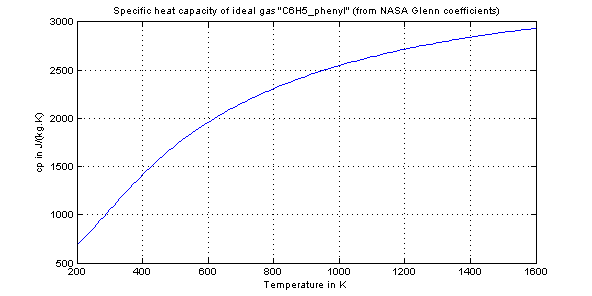 Specific heat capacity of ideal gas "C6H5_phenyl" (from NASA Glenn coefficients)
3000
2500
2000
1500
1000
500
cp in J/(kg.K)
200 400 600 800 1000 1200 1400 1600
Temperature in K